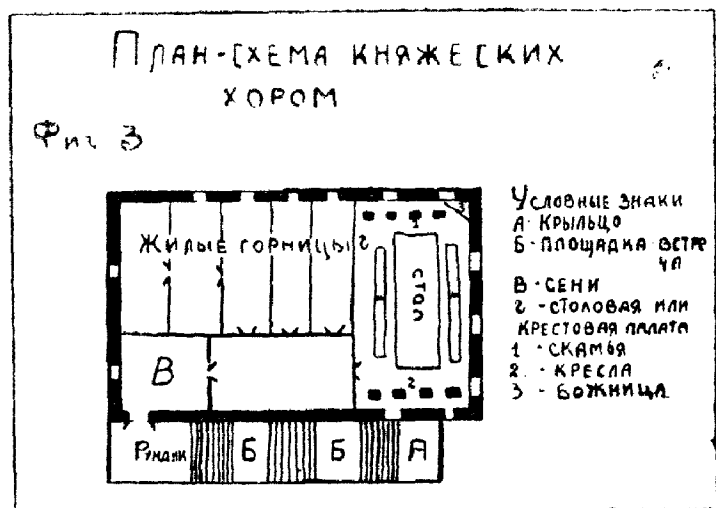 План-схема княжеских
хором
Фиг 3
Жилые горницы
г
1
3
стол
2
В
Рундук
Б
Б
А
Условные знаки
А - Крыльцо
Б - площадка встре
ча
В - сени
г - столовая или
крестовая палата
1 - скамья
2. - кресла
3 - божница